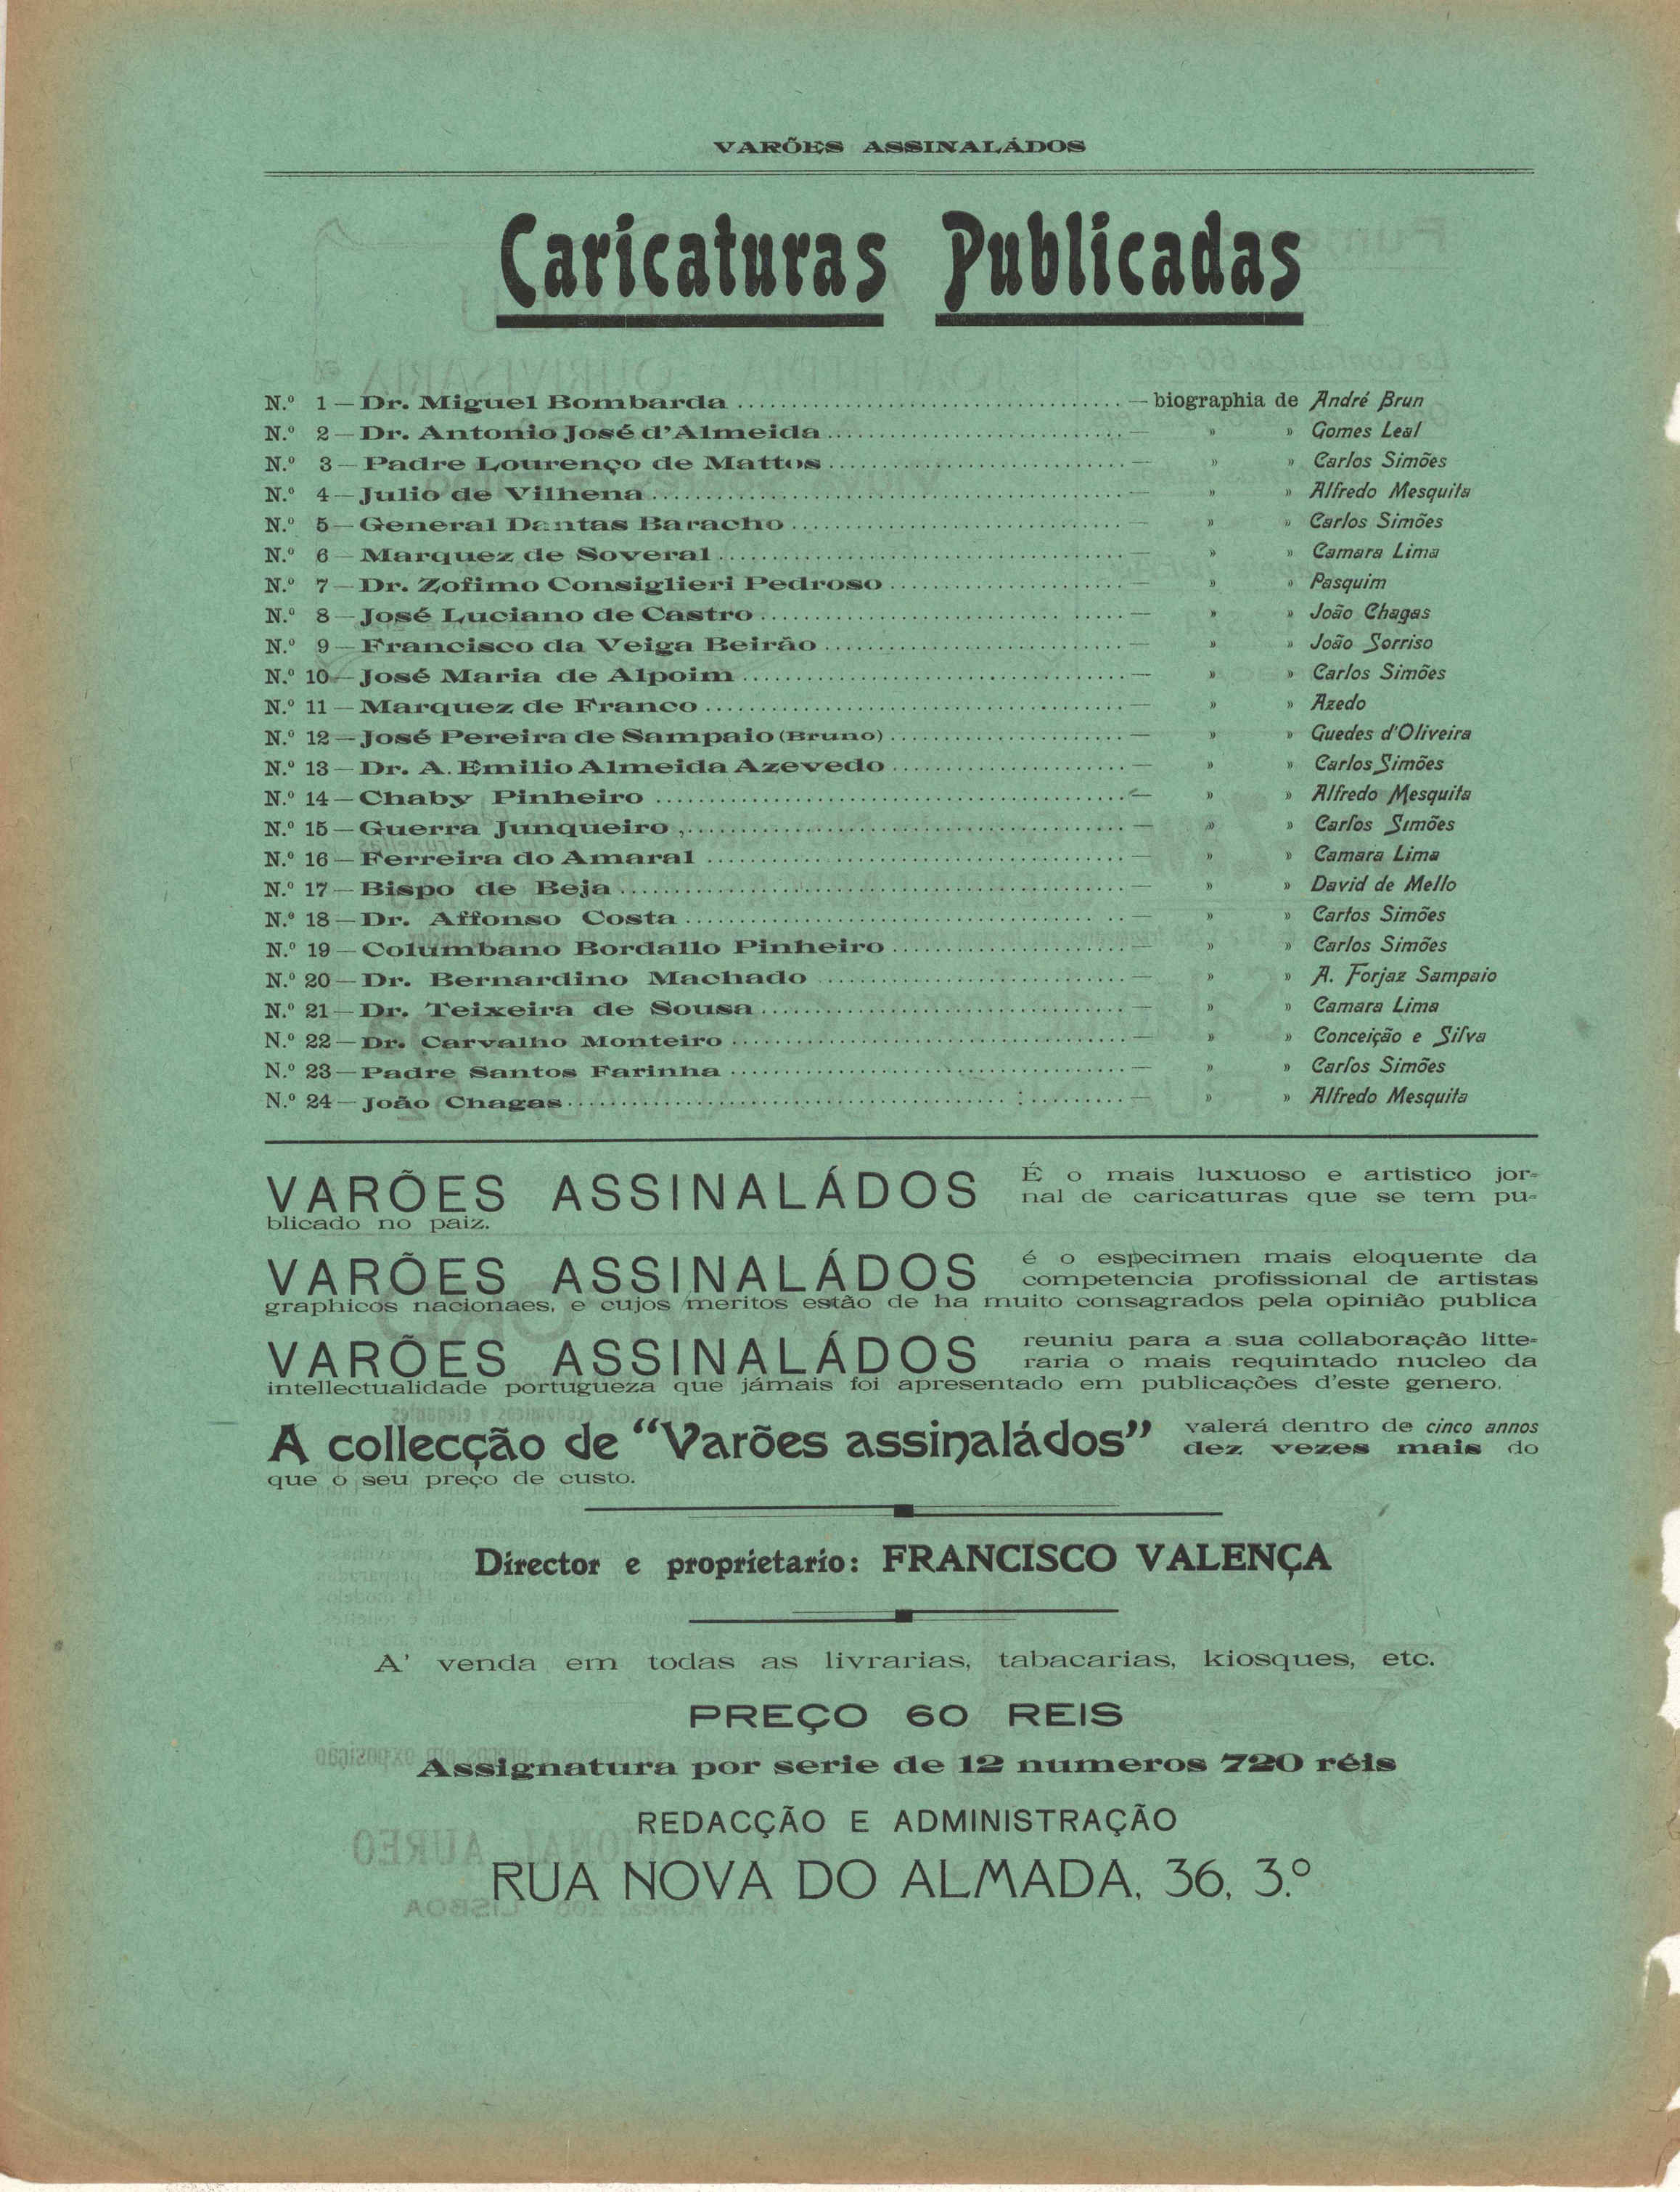 VARÕES ASSINALÁDOS
Caricaturas Publicadas
N.º 1 — Dr. Miguel Bombarda — biographia de André Brun
N.º 2 — Dr. Antonio José d'Almeida — » » Gomes Leal
N.º 3 — Padre Lourenço de Mattos — » » Carlos Simões
N.º 4 — Julio de Vilhena — » » Alfredo Mesquita
N.º 5 — General Dantas Baracho — » » Carlos Simões
N.º 6 — Marquez de Soveral — » » Camara Lima
N.º 7 — Dr. Zofimo Consiglieri Pedroso — » » Pasquim
N.º 8 — José Luciano de Castro — » » João Chagas
N.º 9 — Francisco da Veiga Beirão — » » João Sorriso
N.º 10 — José Maria de Alpoim — » » Carlos Simões
N.º 11 — Marquez de Franco — » » Azedo
N.º 12 — José Pereira de Sampaio (Bruno) — » » Guedes d'Oliveira
N.º 13 — Dr. A. Emilio Almeida Azevedo — » » Carlos Simões
N.º 14 — Chaby Pinheiro — » » Alfredo Mesquita
N.º 15 — Guerra Junqueiro — » » Carlos Simões
N.º 16 — Ferreira do Amaral — » » Camara Lima
N.º 17 — Bispo de Beja — » » David de Mello
N.º 18 — Dr. Affonso Costa — » » Carlos Simões
N.º 19 — Columbano Bordallo Pinheiro — » » Carlos Simões
N.º 20 — Dr. Bernardino Machado — » » A. Forjaz Sampaio
N.º 21 — Dr. Teixeira de Sousa — » » Camara Lima
N.º 22 — Dr. Carvalho Monteiro — » » Conceição e Silva
N.º 23 — Padre Santos Farinha — » » Carlos Simões
N.º 24 — João Chagas — » » Alfredo Mesquita
VARÕES ASSINALÁDOS É o mais luxuoso e artistico jor-
nal de caricaturas que se tem pu-
blicado no paiz.
VARÕES ASSINALÁDOS é o especimen mais eloquente da
competencia profissional de artistas
graphicos nacionaes, e cujos meritos estão de ha muito consagrados pela opinião publica
VARÕES ASSINALÁDOS reuniu para a sua collaboração litte-
raria o mais requintado nucleo da
intellectualidade portugueza que jámais foi apresentado em publicações d'este genero.
A collecção de "Varões assinaládos" valerá dentro de cinco annos
dez vezes mais do
que o seu preço de custo.
Director e proprietario: FRANCISCO VALENÇA
A' venda em todas as livrarias, tabacarias, kiosques, etc.
PREÇO 60 REIS
Assignatura por serie de 12 numeros 720 réis
REDACÇÃO E ADMINISTRAÇÃO
RUA NOVA DO ALMADA, 36, 3.º